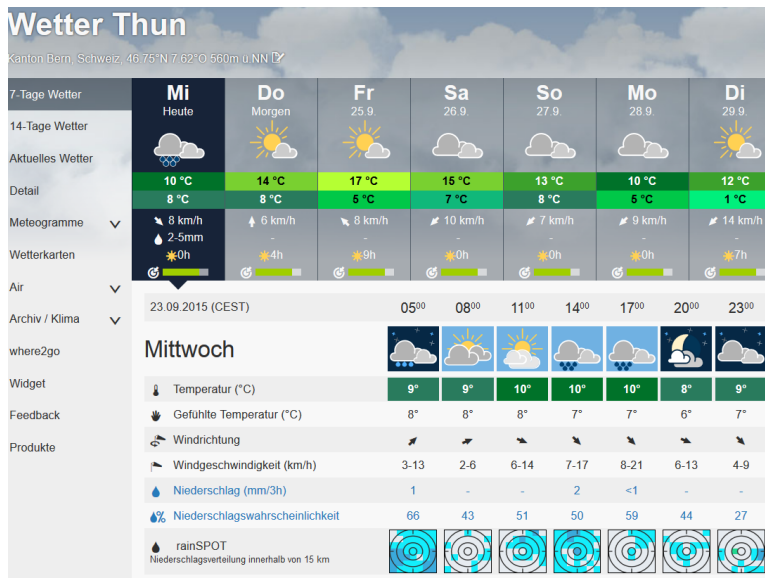 Wetter Thun
Kanton Bern, Schweiz, 46.75°N 7.62°O 560m ü.NN
7-Tage Wetter
14-Tage Wetter
Aktuelles Wetter
Detail
Meteogramme
Wetterkarten
Air
Archiv / Klima
where2go
Widget
Feedback
Produkte
Mi Do Fr Sa So Mo Di
Heute Morgen 25.9. 26.9. 27.9. 28.9. 29.9.
10 °C 14 °C 17 °C 15 °C 13 °C 10 °C 12 °C
8 °C 8 °C 5 °C 7 °C 8 °C 5 °C 1 °C
8 km/h 6 km/h 8 km/h 10 km/h 7 km/h 9 km/h 14 km/h
2-5mm - - - - - -
0h 4h 9h 0h 0h 0h 7h
23.09.2015 (CEST) 05⁰⁰ 08⁰⁰ 11⁰⁰ 14⁰⁰ 17⁰⁰ 20⁰⁰ 23⁰⁰
Mittwoch
Temperatur (°C) 9° 9° 10° 10° 10° 8° 9°
Gefühlte Temperatur (°C) 8° 8° 8° 7° 7° 6° 7°
Windrichtung
Windgeschwindigkeit (km/h) 3-13 2-6 6-14 7-17 8-21 6-13 4-9
Niederschlag (mm/3h) 1 - - 2 <1 - -
Niederschlagswahrscheinlichkeit 66 43 51 50 59 44 27
rainSPOT
Niederschlagsverteilung innerhalb von 15 km